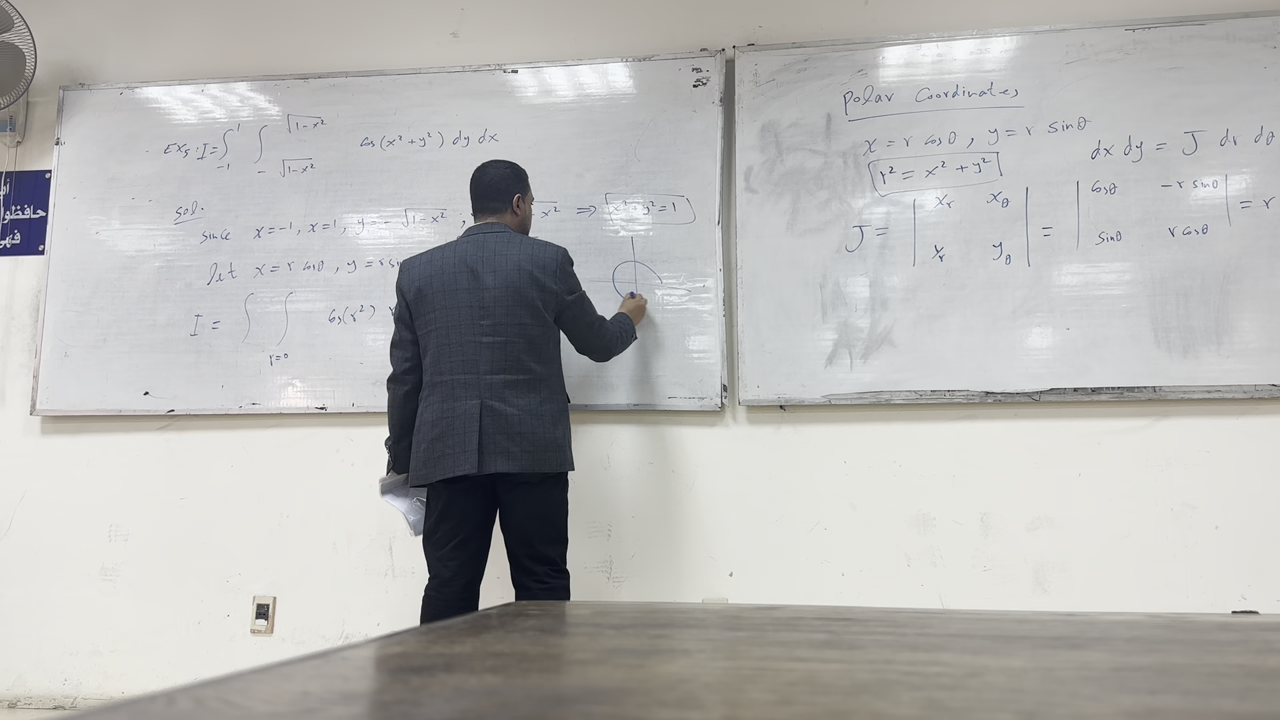 Ex5: I = ∫_{-1}^{1} ∫_{-√(1-x²)}^{√(1-x²)} Cos(x²+y²) dy dx
Sol.
Since x=-1, x=1, y=-√(1-x²), x² ⇒ x²+y²=1
let x = r cosθ, y = r sin
I = ∫ ∫_{r=0} Cos(r²)
Polar Coordinates
x = r cosθ, y = r sinθ
r² = x² + y²
dx dy = J dr dθ
J = | x_r x_θ | = | Cosθ -r sinθ | = r
| y_r y_θ | | sinθ r cosθ |
حافظوا